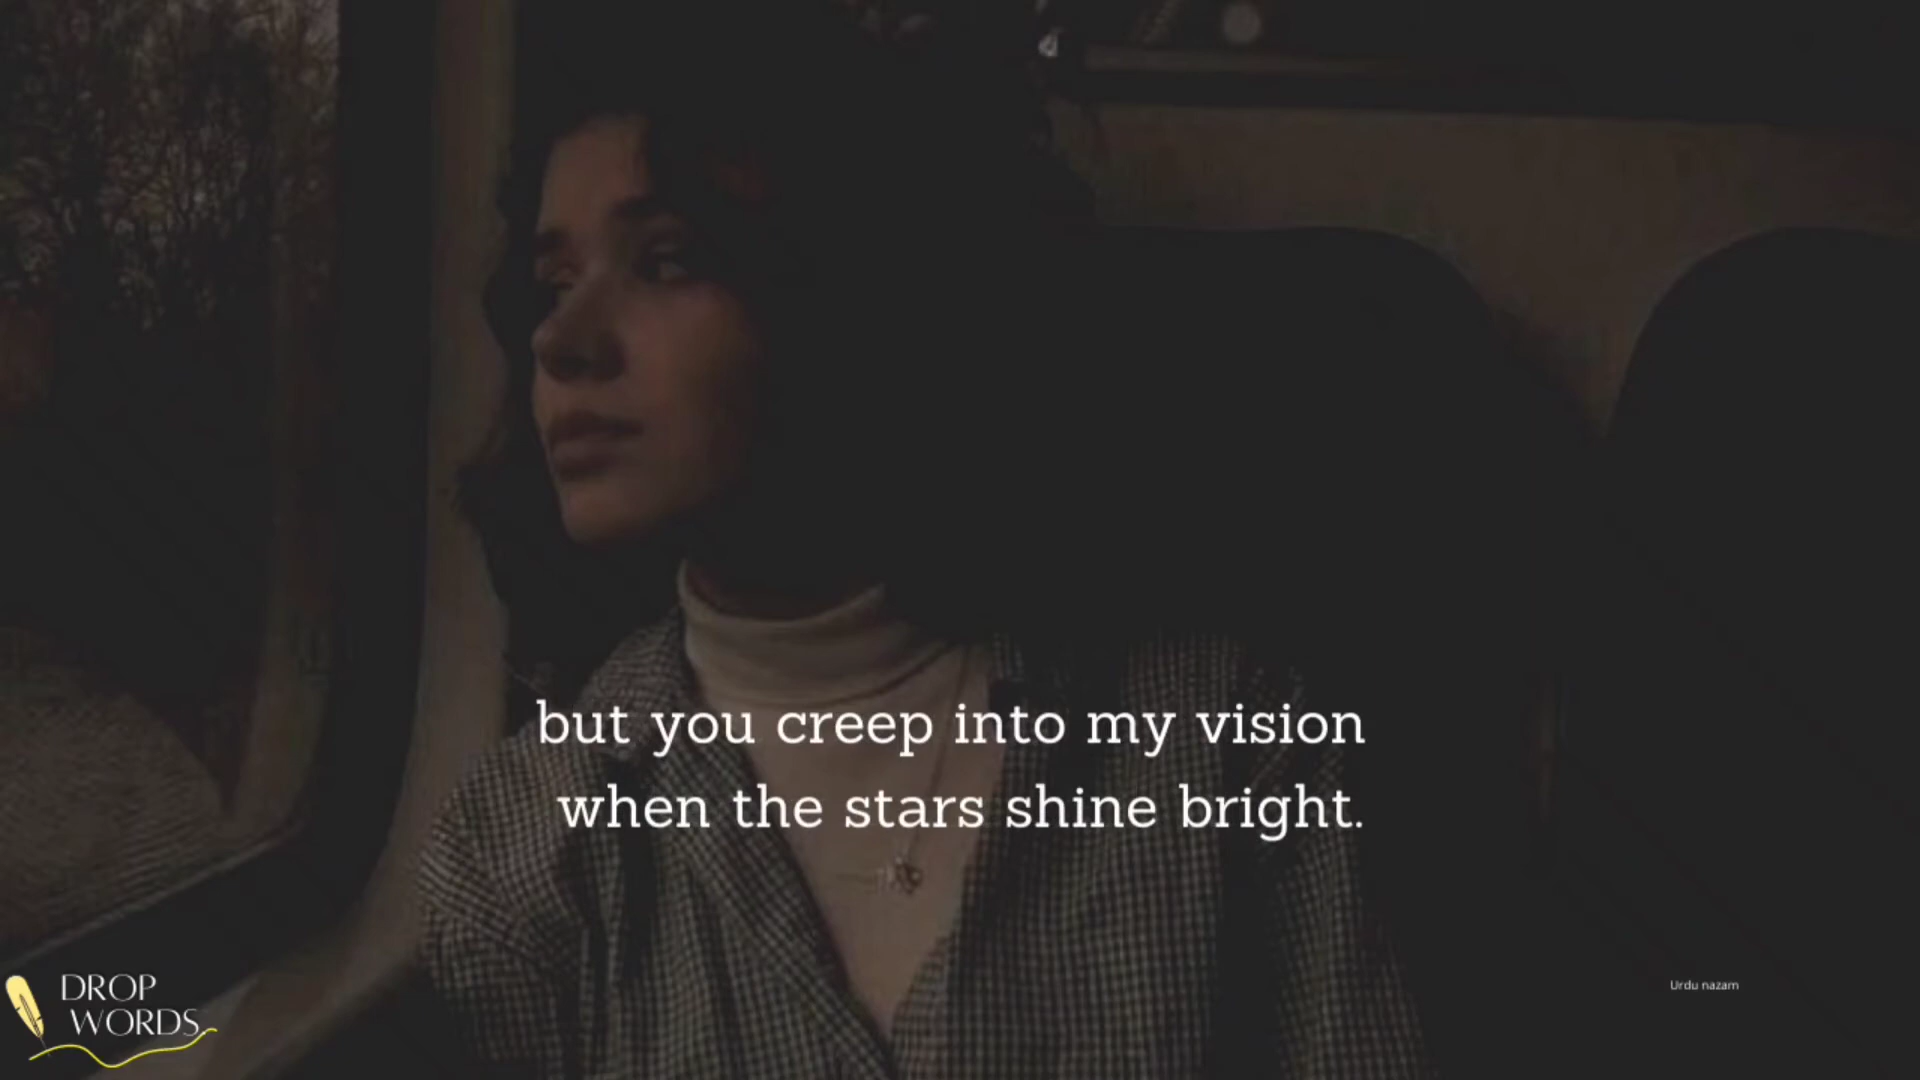 but you creep into my vision
when the stars shine bright.
DROP
WORDS
Urdu nazam